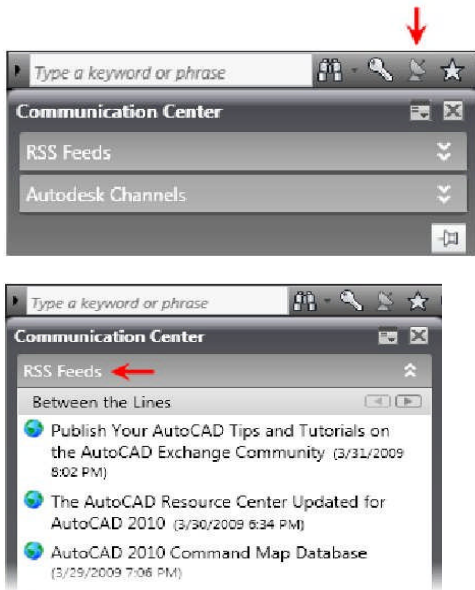 Type a keyword or phrase
Communication Center
RSS Feeds
Autodesk Channels
Type a keyword or phrase
Communication Center
RSS Feeds
Between the Lines
Publish Your AutoCAD Tips and Tutorials on
the AutoCAD Exchange Community (3/31/2009
8:02 PM)
The AutoCAD Resource Center Updated for
AutoCAD 2010 (3/30/2009 6:34 PM)
AutoCAD 2010 Command Map Database
(3/29/2009 7:06 PM)